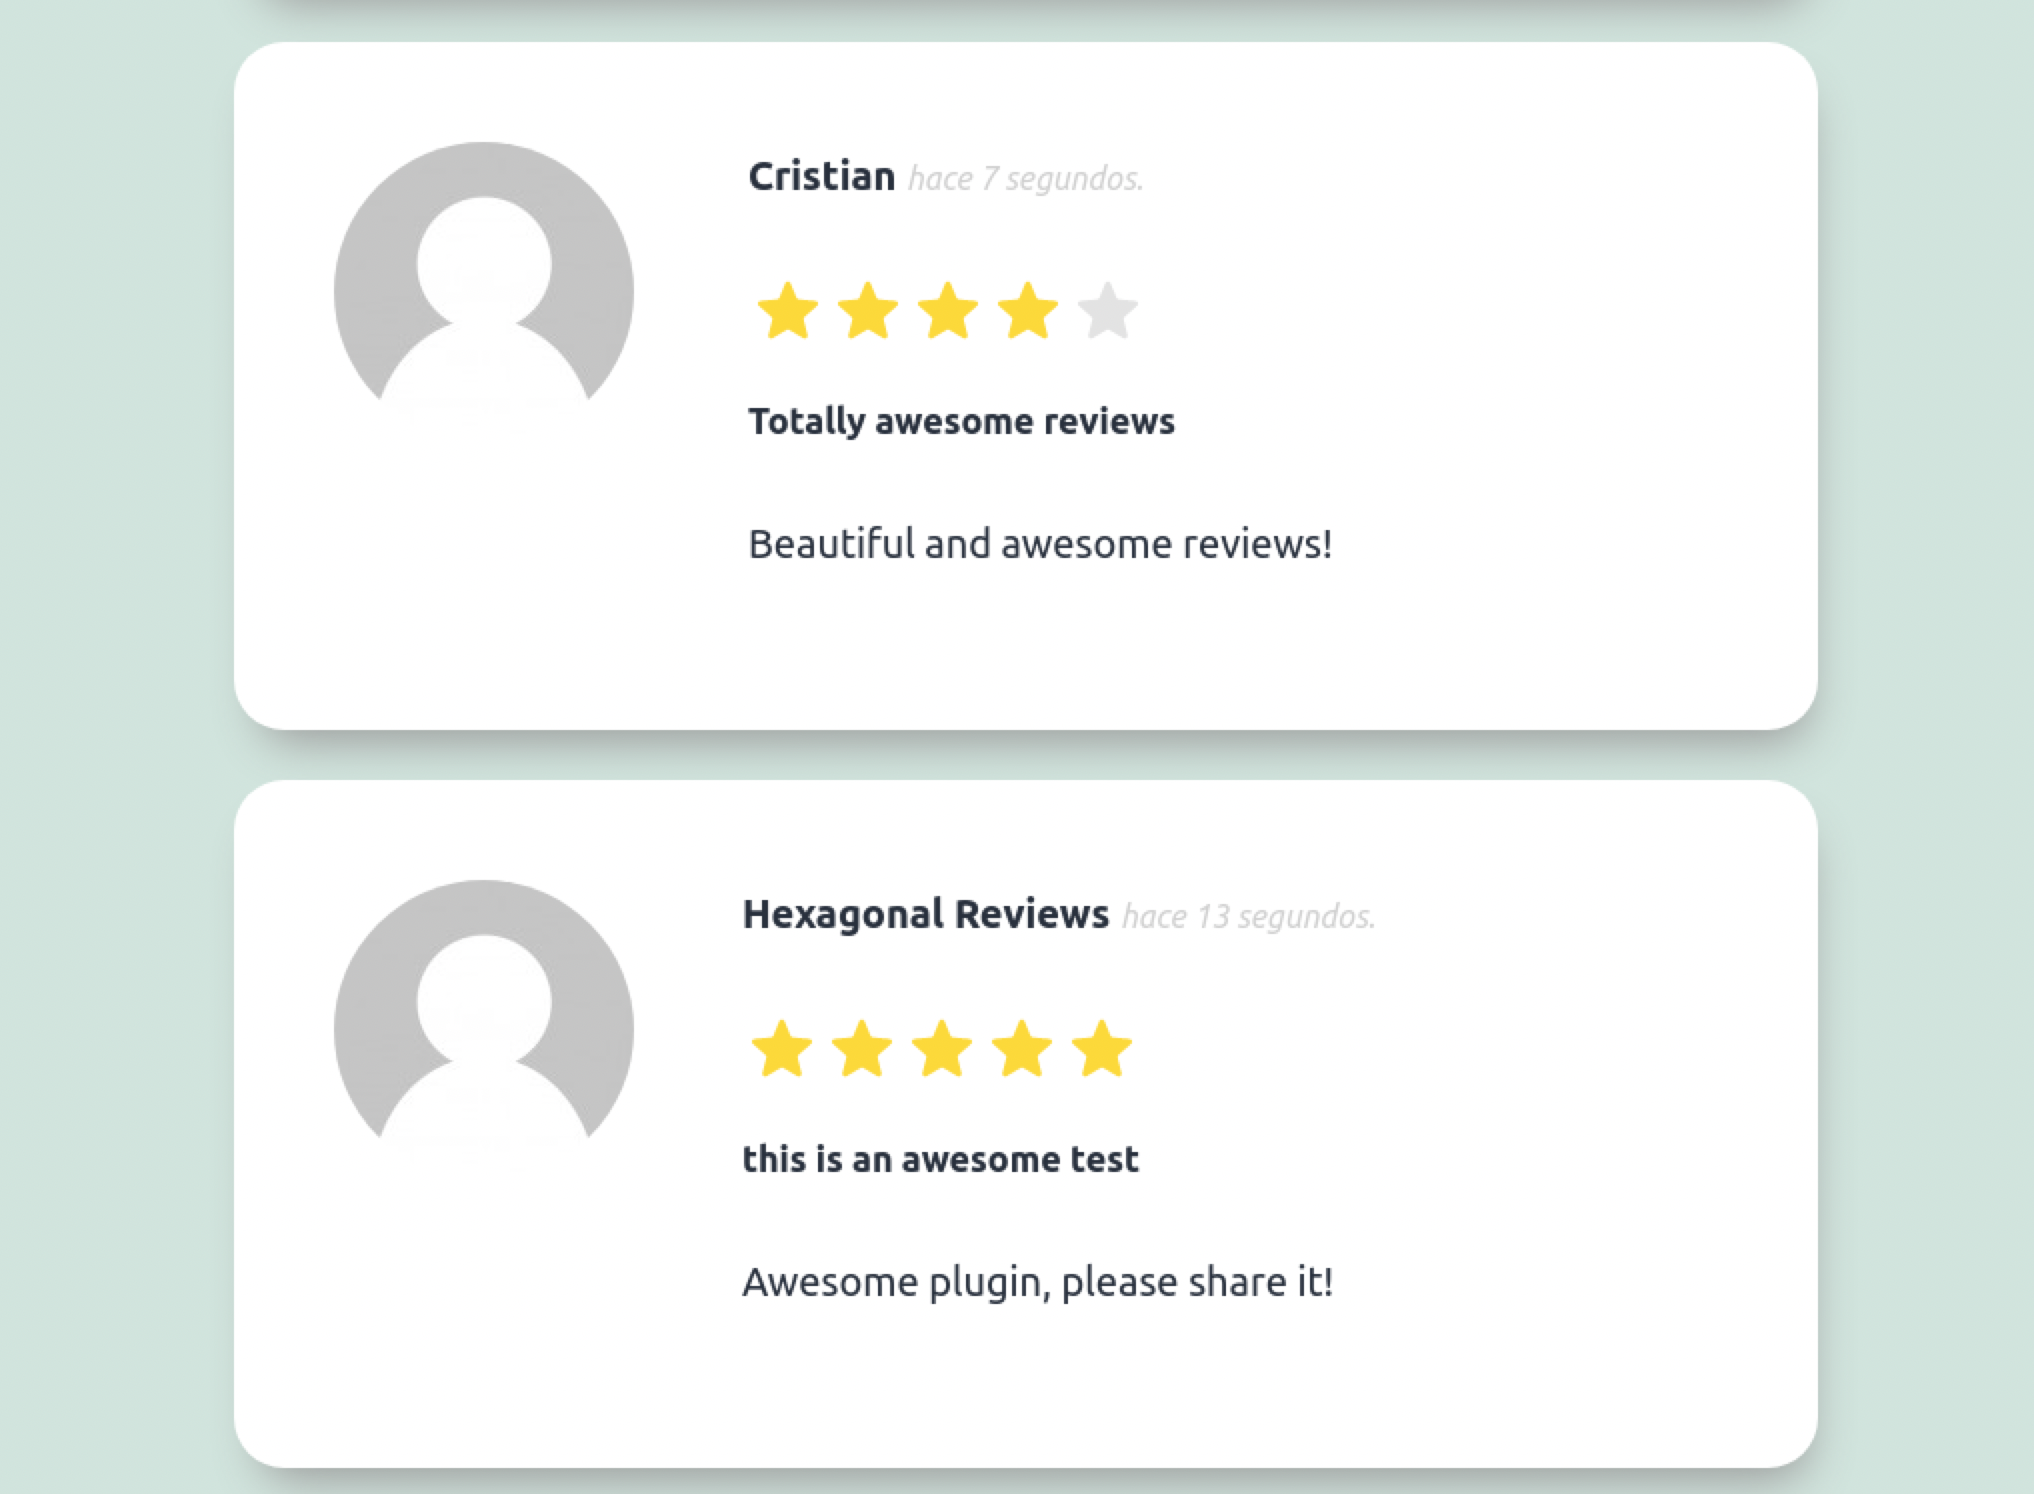 Cristian hace 7 segundos.
Totally awesome reviews
Beautiful and awesome reviews!
Hexagonal Reviews hace 13 segundos.
this is an awesome test
Awesome plugin, please share it!